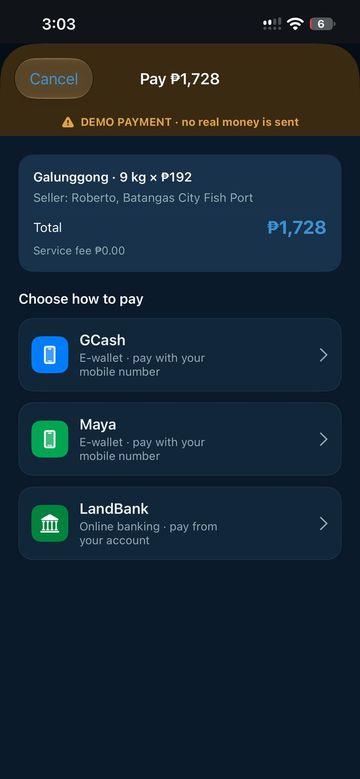 3:03
6
Cancel
Pay ₱1,728
DEMO PAYMENT · no real money is sent
Galunggong · 9 kg × ₱192
Seller: Roberto, Batangas City Fish Port
Total
₱1,728
Service fee ₱0.00
Choose how to pay
GCash
E-wallet · pay with your
mobile number
Maya
E-wallet · pay with your
mobile number
LandBank
Online banking · pay from
your account